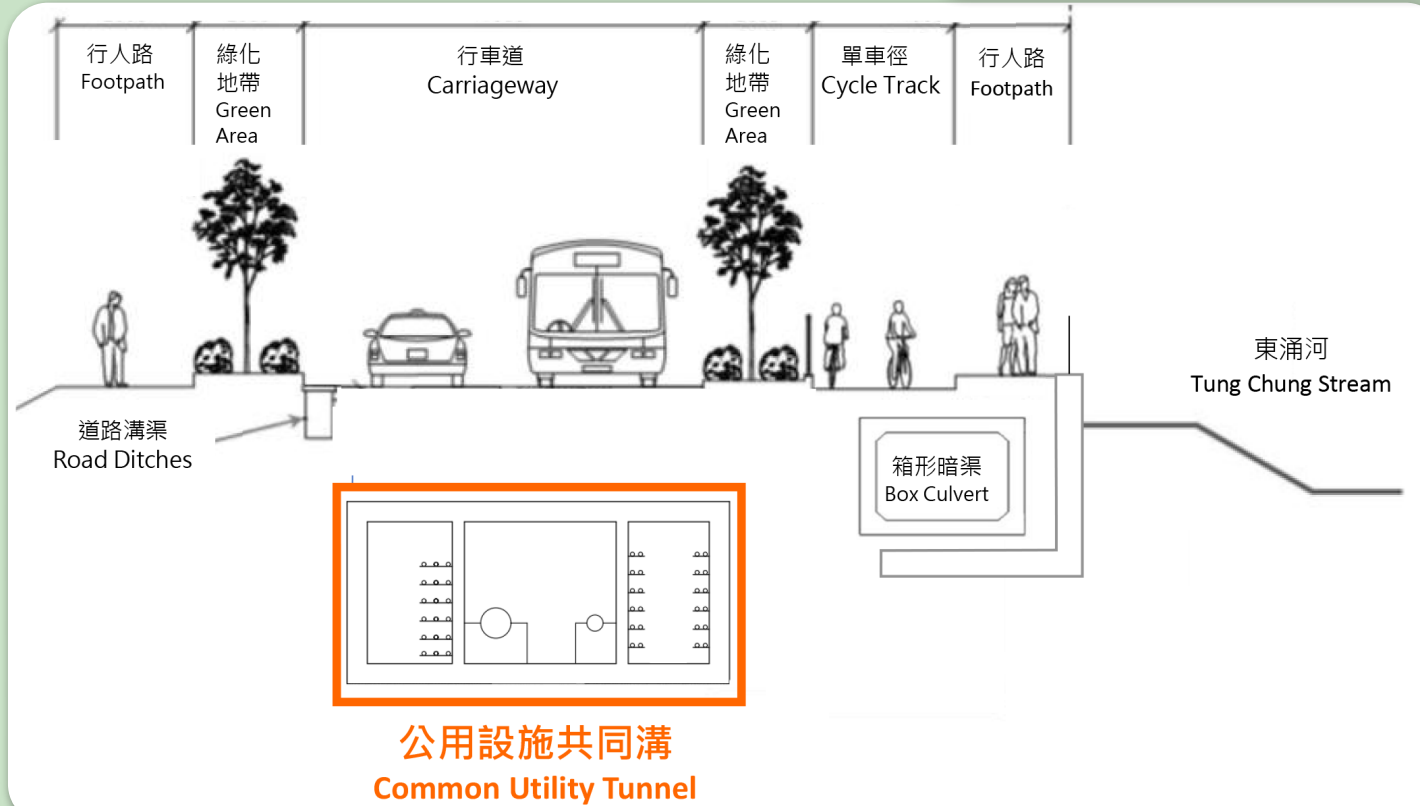 行人路
Footpath
綠化
地帶
Green
Area
行車道
Carriageway
綠化
地帶
Green
Area
單車徑
Cycle Track
行人路
Footpath
東涌河
Tung Chung Stream
道路溝渠
Road Ditches
箱形暗渠
Box Culvert
公用設施共同溝
Common Utility Tunnel